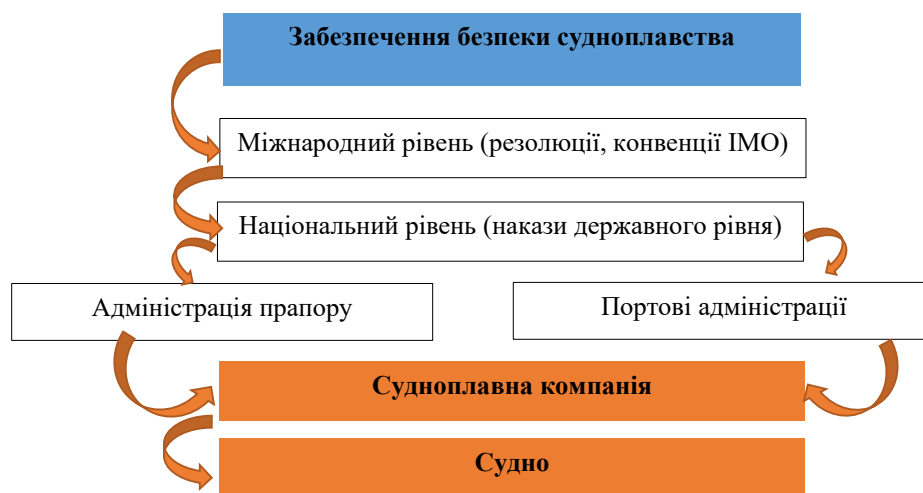 Забезпечення безпеки судноплавства
Міжнародний рівень (резолюції, конвенції ІМО)
Національний рівень (накази державного рівня)
Адміністрація прапору
Портові адміністрації
Судноплавна компанія
Судно